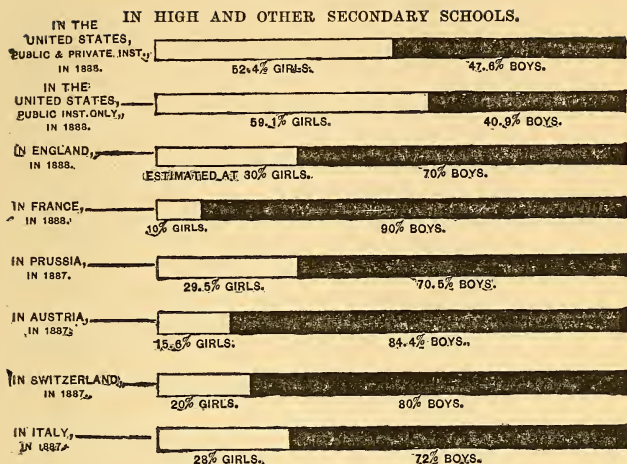 IN HIGH AND OTHER SECONDARY SCHOOLS.
IN THE
UNITED STATES,
PUBLIC & PRIVATE INST.,
IN 1888.
52.4% GIRLS. 47.6% BOYS.
IN THE
UNITED STATES,
PUBLIC INST. ONLY,
IN 1888.
59.1% GIRLS. 40.9% BOYS.
IN ENGLAND,
IN 1888.
ESTIMATED AT 30% GIRLS. 70% BOYS.
IN FRANCE,
IN 1888.
10% GIRLS. 90% BOYS.
IN PRUSSIA,
IN 1887.
29.5% GIRLS. 70.5% BOYS.
IN AUSTRIA,
IN 1887.
15.6% GIRLS. 84.4% BOYS.
IN SWITZERLAND,
IN 1887.
20% GIRLS. 80% BOYS.
IN ITALY,
IN 1887.
28% GIRLS. 72% BOYS.